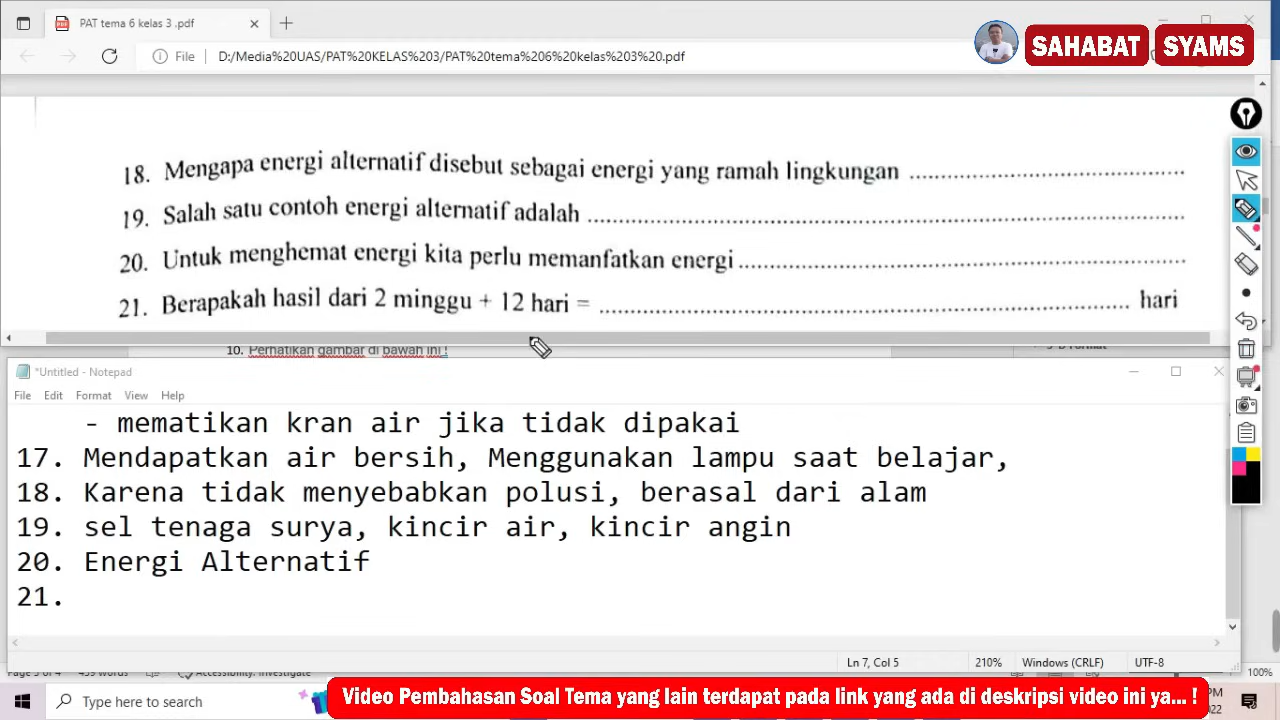 PAT tema 6 kelas 3 .pdf
File D:/Media%20LAS/PAT%20KELAS%203/PAT%20tema%206%20kelas%203%20.pdf
SAHABAT SYAMS
18. Mengapa energi alternatif disebut sebagai energi yang ramah lingkungan ..........
19. Salah satu contoh energi alternatif adalah ..........
20. Untuk menghemat energi kita perlu memanfatkan energi ..........
21. Berapakah hasil dari 2 minggu + 12 hari = .......... hari
10. Perhatikan gambar di bawah ini !
*Untitled - Notepad
File Edit Format View Help
- mematikan kran air jika tidak dipakai
17. Mendapatkan air bersih, Menggunakan lampu saat belajar,
18. Karena tidak menyebabkan polusi, berasal dari alam
19. sel tenaga surya, kincir air, kincir angin
20. Energi Alternatif
21.
Ln 7, Col 5 210% Windows (CRLF) UTF-8
Accessibility: Investigate 100%
Type here to search
Video Pembahasan Soal Tema yang lain terdapat pada link yang ada di deskripsi video ini ya... !